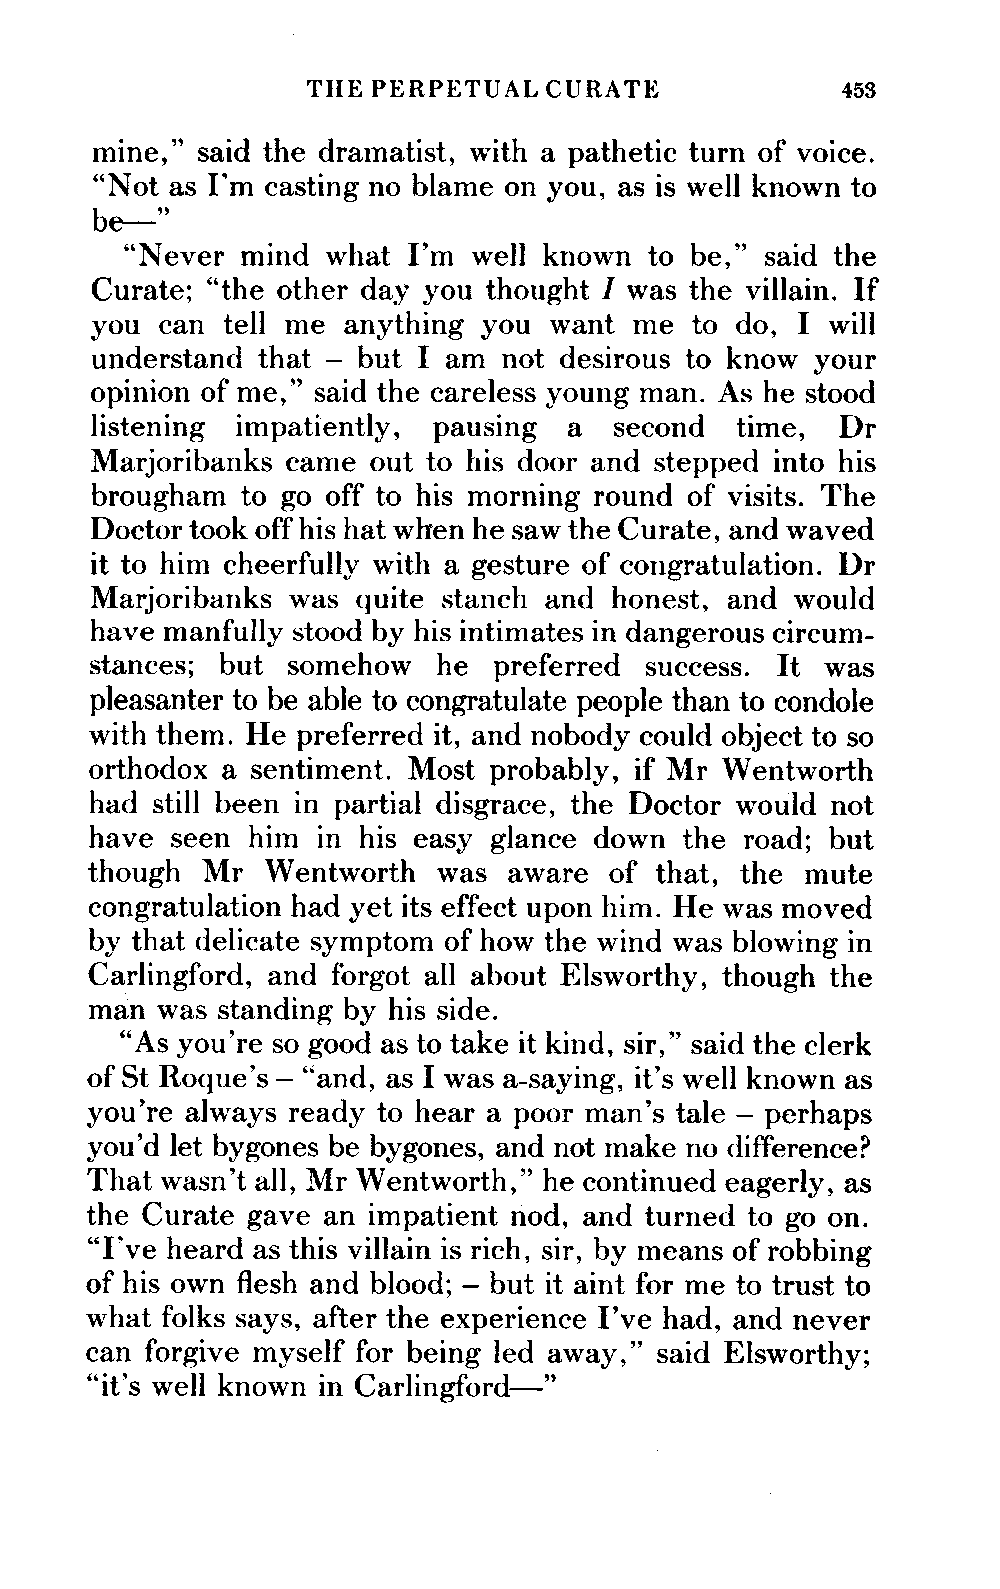 THE PERPETUAL CURATE 453
mine,” said the dramatist, with a pathetic turn of voice.
“Not as I'm casting no blame on you, as is well known to
be—”
“Never mind what I'm well known to be,” said the
Curate; “the other day you thought I was the villain. If
you can tell me anything you want me to do, I will
understand that – but I am not desirous to know your
opinion of me,” said the careless young man. As he stood
listening impatiently, pausing a second time, Dr
Marjoribanks came out to his door and stepped into his
brougham to go off to his morning round of visits. The
Doctor took off his hat when he saw the Curate, and waved
it to him cheerfully with a gesture of congratulation. Dr
Marjoribanks was quite stanch and honest, and would
have manfully stood by his intimates in dangerous circum-
stances; but somehow he preferred success. It was
pleasanter to be able to congratulate people than to condole
with them. He preferred it, and nobody could object to so
orthodox a sentiment. Most probably, if Mr Wentworth
had still been in partial disgrace, the Doctor would not
have seen him in his easy glance down the road; but
though Mr Wentworth was aware of that, the mute
congratulation had yet its effect upon him. He was moved
by that delicate symptom of how the wind was blowing in
Carlingford, and forgot all about Elsworthy, though the
man was standing by his side.
“As you're so good as to take it kind, sir,” said the clerk
of St Roque's – “and, as I was a-saying, it's well known as
you're always ready to hear a poor man's tale – perhaps
you'd let bygones be bygones, and not make no difference?
That wasn't all, Mr Wentworth,” he continued eagerly, as
the Curate gave an impatient nod, and turned to go on.
“I've heard as this villain is rich, sir, by means of robbing
of his own flesh and blood; – but it aint for me to trust to
what folks says, after the experience I've had, and never
can forgive myself for being led away,” said Elsworthy;
“it's well known in Carlingford—”